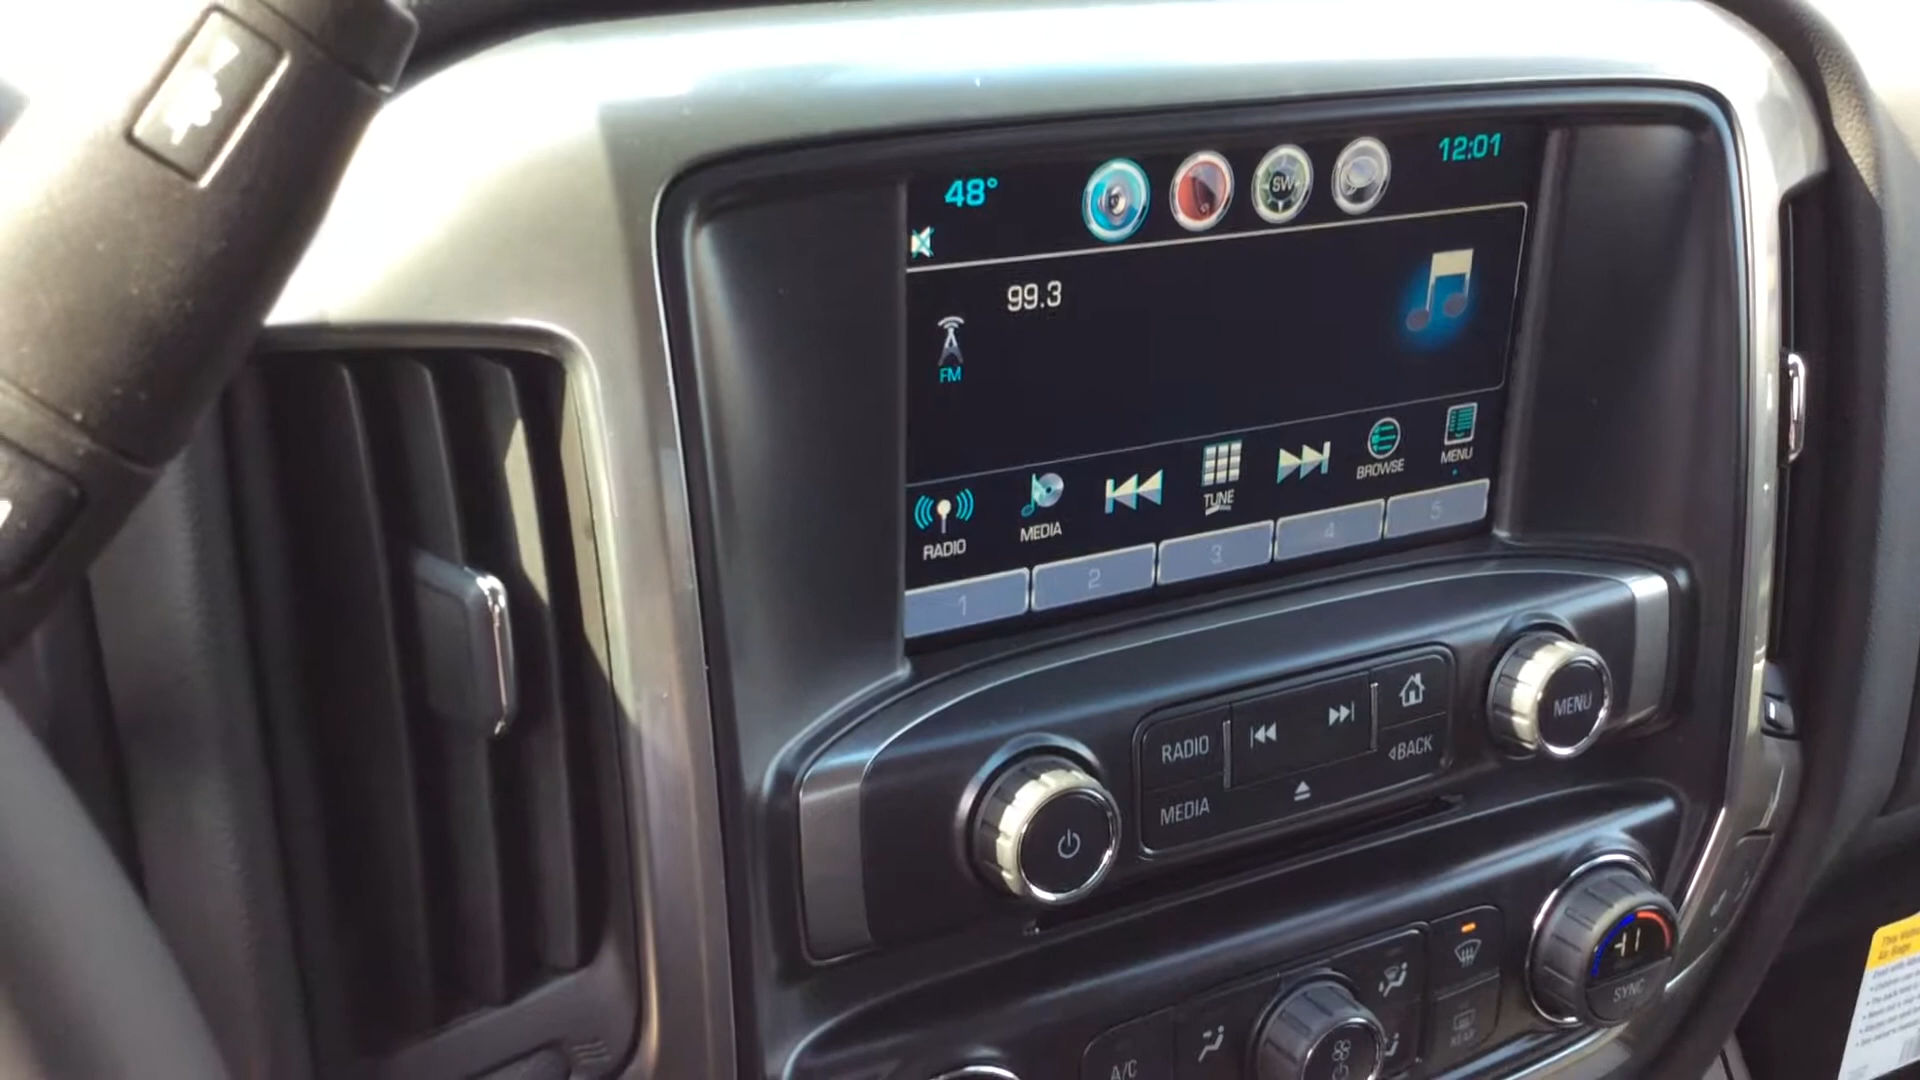 48°
SW
12:01
99.3
FM
RADIO
MEDIA
TUNE
BROWSE
MENU
1
2
3
4
5
RADIO
MEDIA
BACK
MENU
SYNC
A/C
REAR